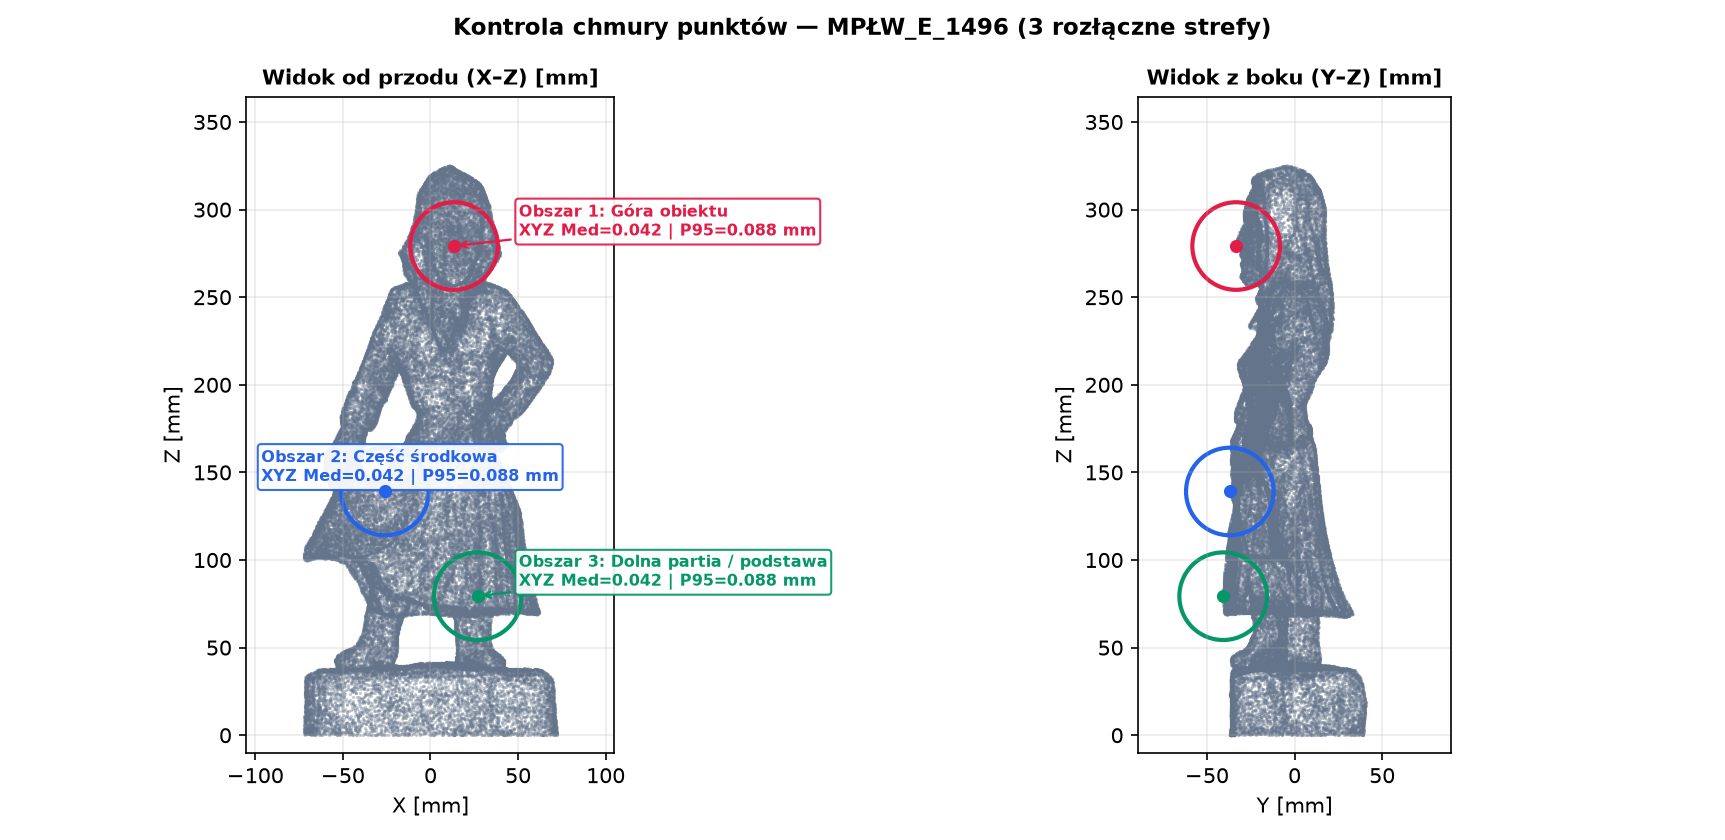 Kontrola chmury punktów — MPŁW_E_1496 (3 rozłączne strefy)
Widok od przodu (X–Z) [mm]
350
300
250
200
150
100
50
0
Z [mm]
Obszar 1: Góra obiektu
XYZ Med=0.042 | P95=0.088 mm
Obszar 2: Część środkowa
XYZ Med=0.042 | P95=0.088 mm
Obszar 3: Dolna partia / podstawa
XYZ Med=0.042 | P95=0.088 mm
−100 −50 0 50 100
X [mm]
Widok z boku (Y–Z) [mm]
350
300
250
200
150
100
50
0
Z [mm]
−50 0 50
Y [mm]